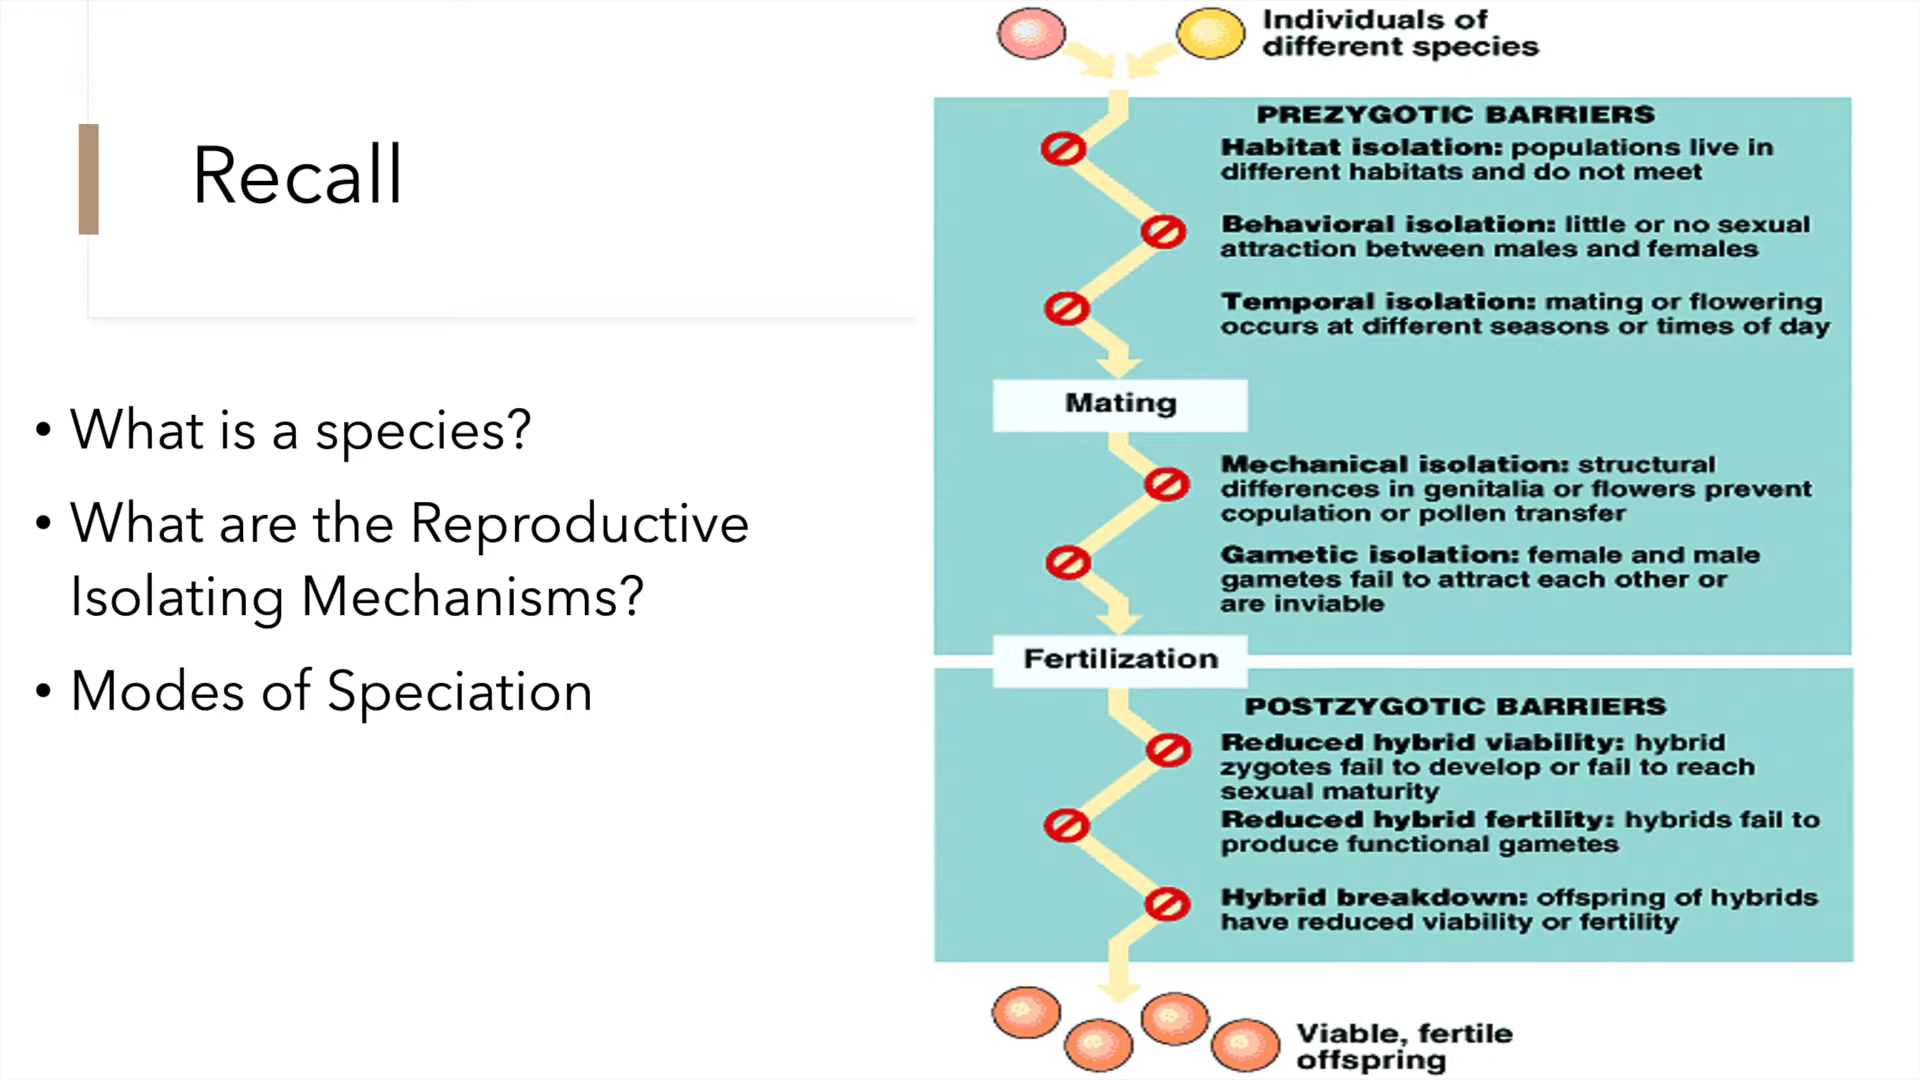 Recall
• What is a species?
• What are the Reproductive
Isolating Mechanisms?
• Modes of Speciation
Individuals of
different species
PREZYGOTIC BARRIERS
Habitat isolation: populations live in
different habitats and do not meet
Behavioral isolation: little or no sexual
attraction between males and females
Temporal isolation: mating or flowering
occurs at different seasons or times of day
Mating
Mechanical isolation: structural
differences in genitalia or flowers prevent
copulation or pollen transfer
Gametic isolation: female and male
gametes fail to attract each other or
are inviable
Fertilization
POSTZYGOTIC BARRIERS
Reduced hybrid viability: hybrid
zygotes fail to develop or fail to reach
sexual maturity
Reduced hybrid fertility: hybrids fail to
produce functional gametes
Hybrid breakdown: offspring of hybrids
have reduced viability or fertility
Viable, fertile
offspring